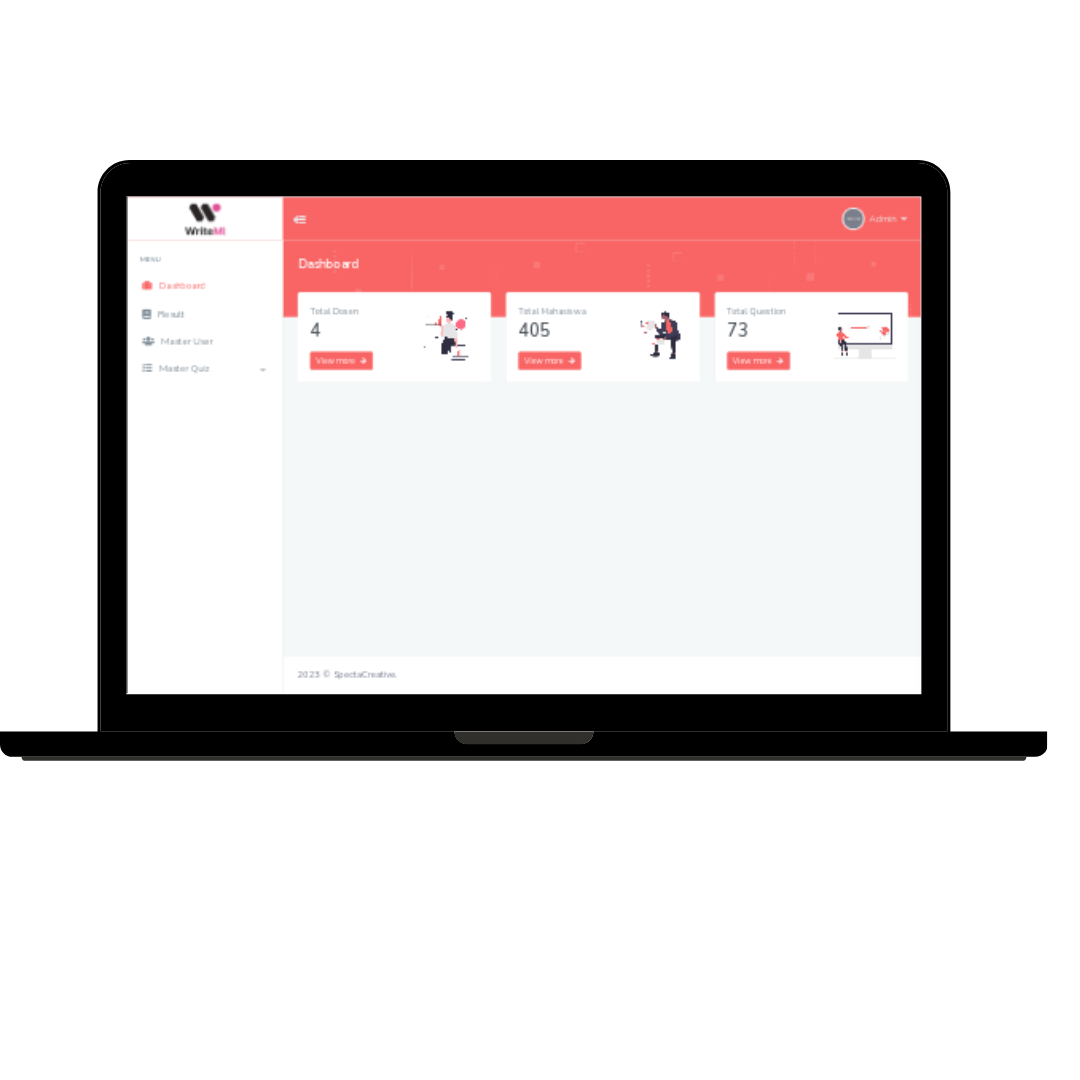 WriteMi
Admin
MENU
Dashboard
Dashboard
Result
Master User
Master Quiz
Total Dosen
4
View more
Total Mahasiswa
405
View more
Total Question
73
View more
2023 © SpectaCreative.